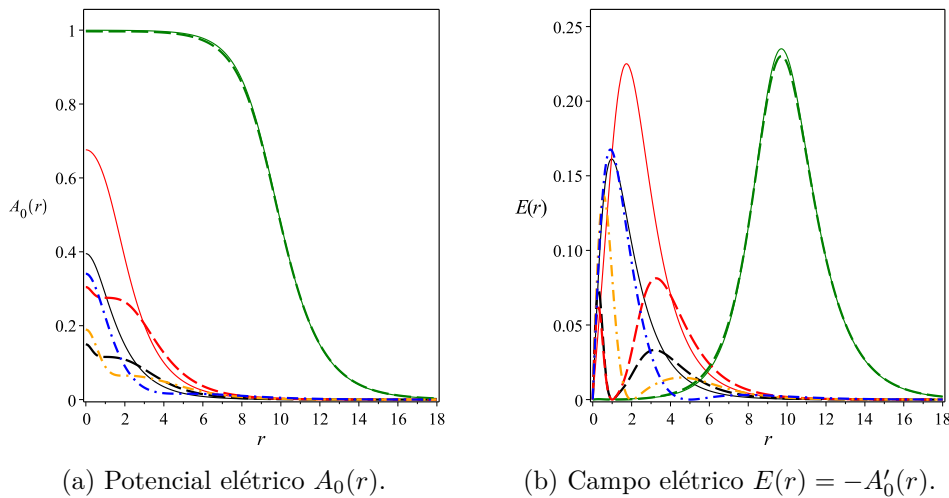 1
0.8
0.6
A₀(r)
0.4
0.2
0
0 2 4 6 8 10 12 14 16 18
r
(a) Potencial elétrico A₀(r).
0.25
0.20
E(r)
0.15
0.10
0.05
0
0 2 4 6 8 10 12 14 16 18
r
(b) Campo elétrico E(r) = −A₀′(r).